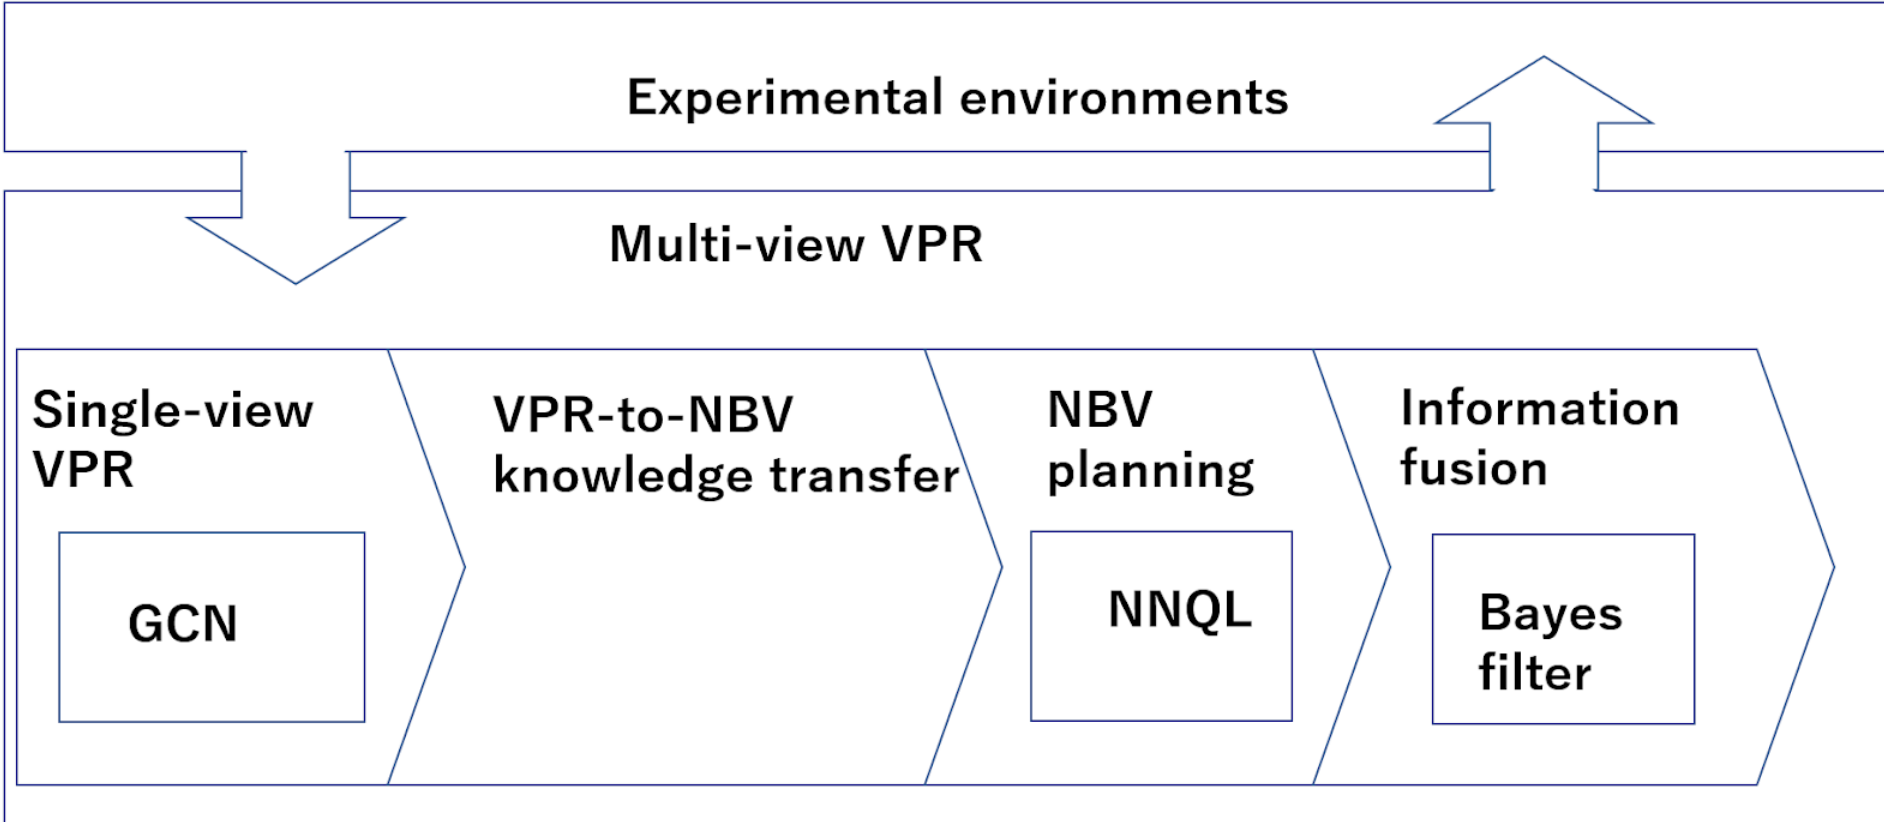 Experimental environments
Multi-view VPR
Single-view
VPR
GCN
VPR-to-NBV
knowledge transfer
NBV
planning
NNQL
Information
fusion
Bayes
filter